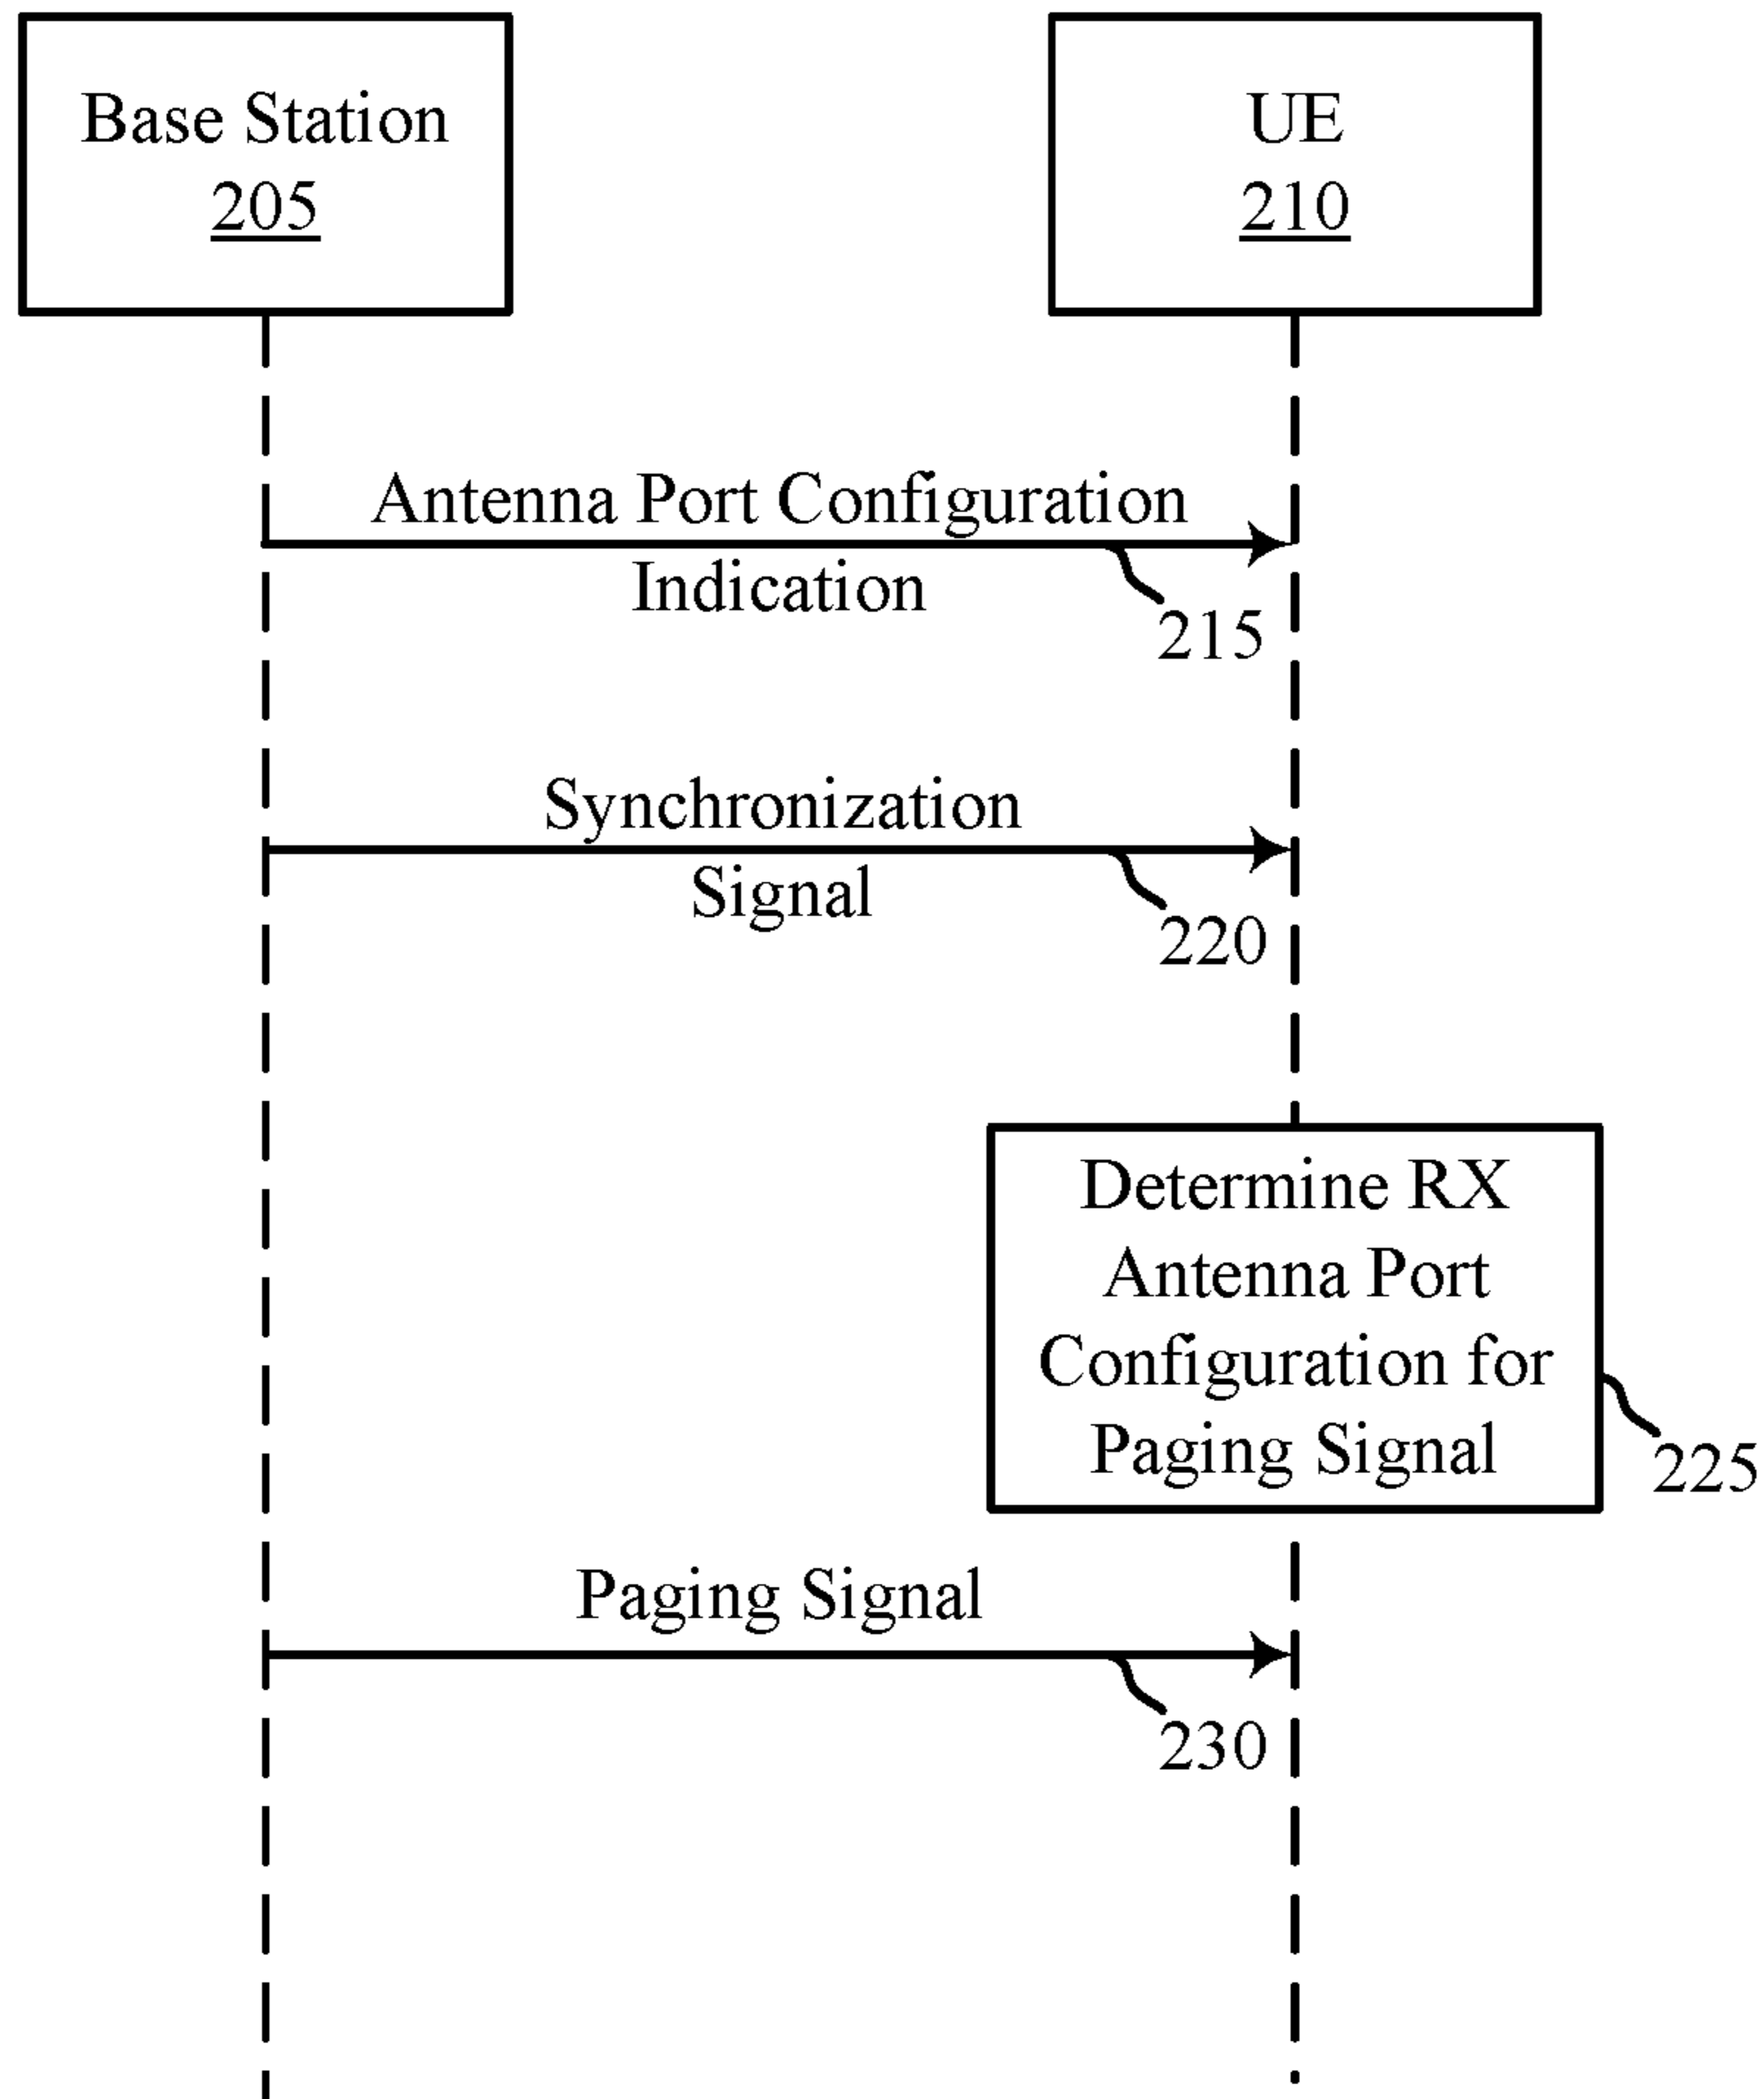 Base Station
205
UE
210
Antenna Port Configuration
Indication
215
Synchronization
Signal
220
Determine RX
Antenna Port
Configuration for
Paging Signal
225
Paging Signal
230